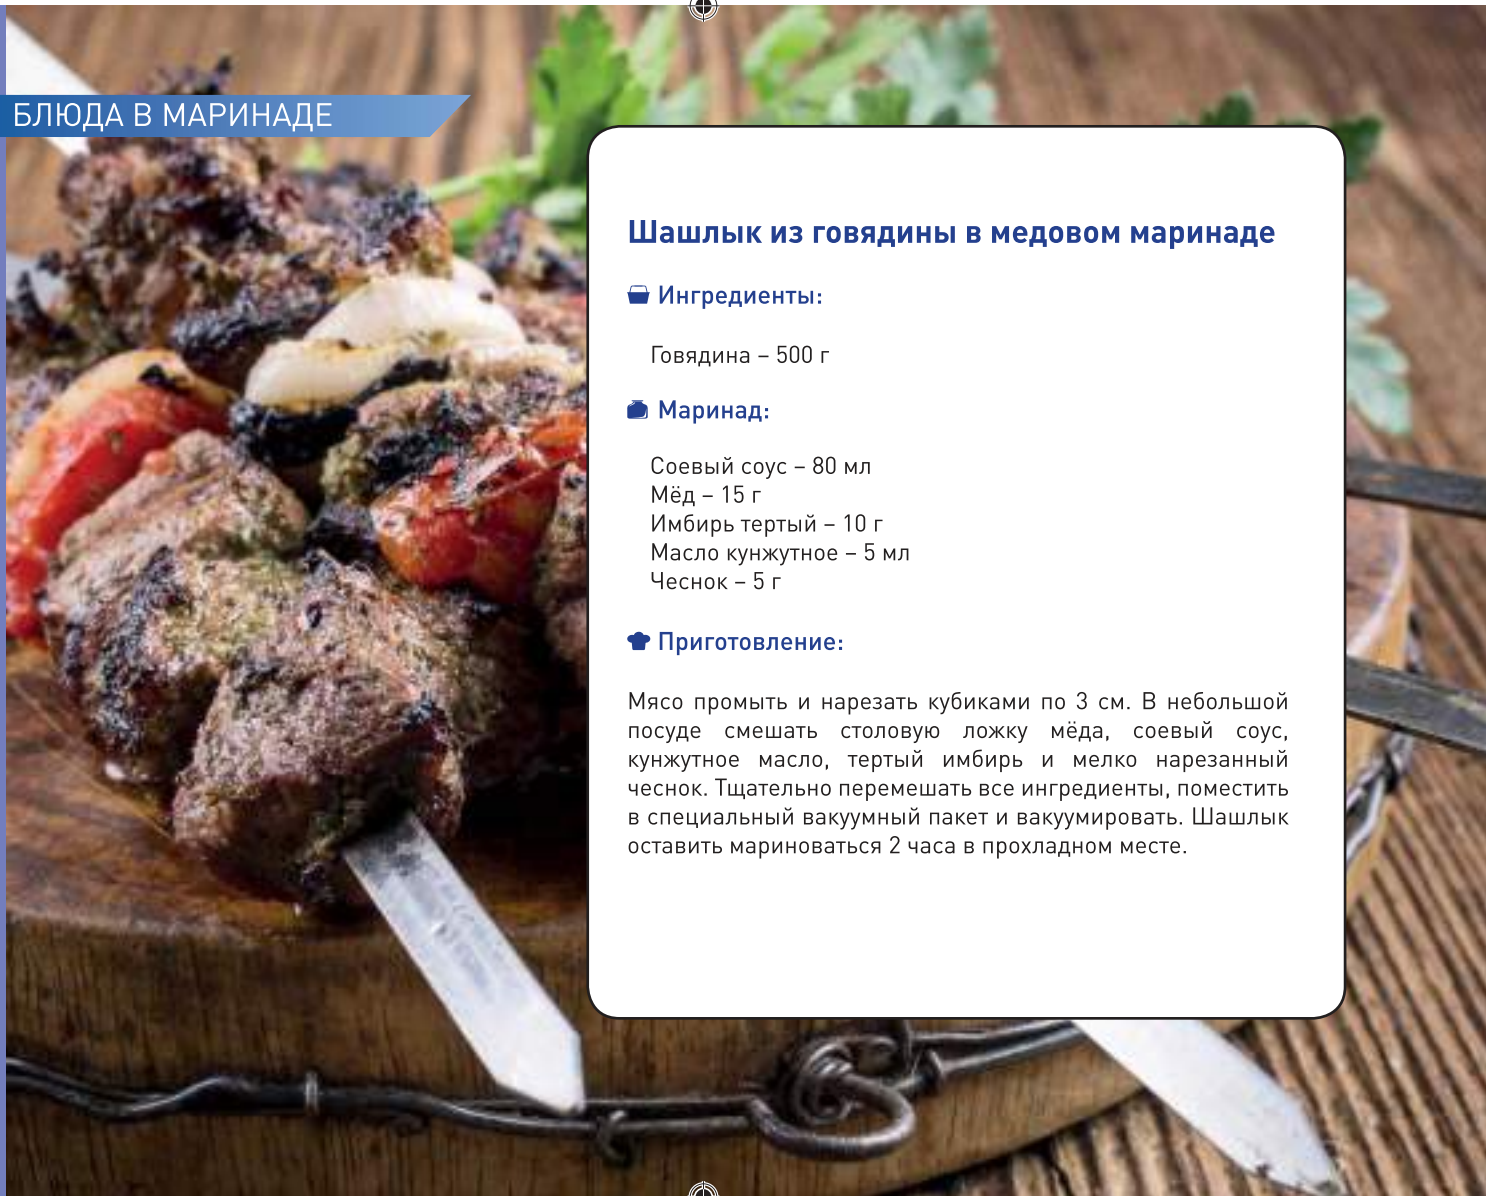 БЛЮДА В МАРИНАДЕ
Шашлык из говядины в медовом маринаде
Ингредиенты:
Говядина – 500 г
Маринад:
Соевый соус – 80 мл
Мёд – 15 г
Имбирь тертый – 10 г
Масло кунжутное – 5 мл
Чеснок – 5 г
Приготовление:
Мясо промыть и нарезать кубиками по 3 см. В небольшой
посуде смешать столовую ложку мёда, соевый соус,
кунжутное масло, тертый имбирь и мелко нарезанный
чеснок. Тщательно перемешать все ингредиенты, поместить
в специальный вакуумный пакет и вакуумировать. Шашлык
оставить мариноваться 2 часа в прохладном месте.